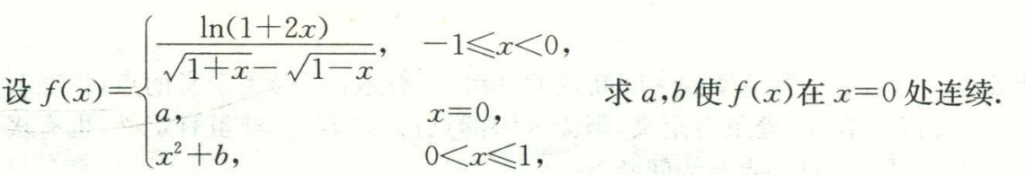 设 f(x)={ ln(1+2x)/(√(1+x)−√(1−x)), −1⩽x<0,
a, x=0,
x²+b, 0<x⩽1, 求 a,b 使 f(x)在 x=0 处连续.